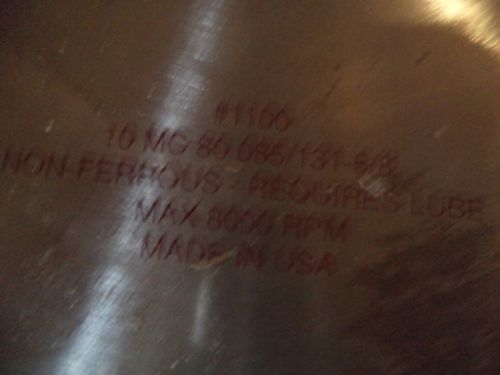 #1100
10 MC 80 085/131-5/8
NON-FERROUS - REQUIRES LUBE
MAX 8000 RPM
MADE IN USA